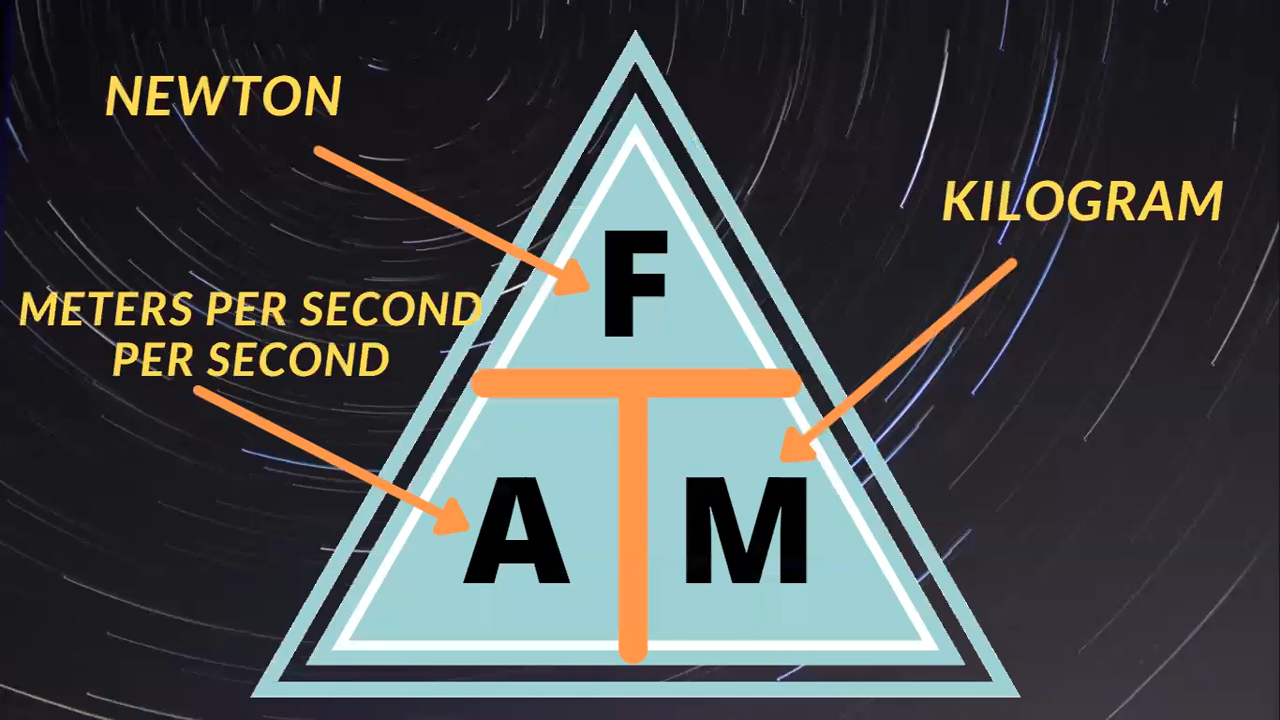 NEWTON
KILOGRAM
METERS PER SECOND
PER SECOND
F
A M